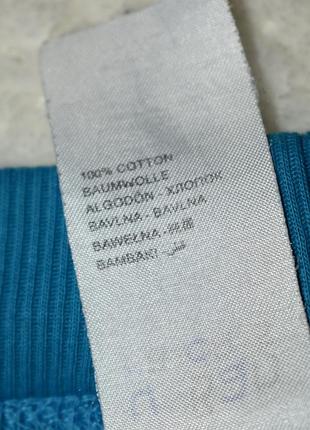 100% COTTON
BAUMWOLLE
ALGODÓN - ХЛОПОК
BAVLNA - BAVLNA
BAWEŁNA - 棉
BAMBAKI - قطن